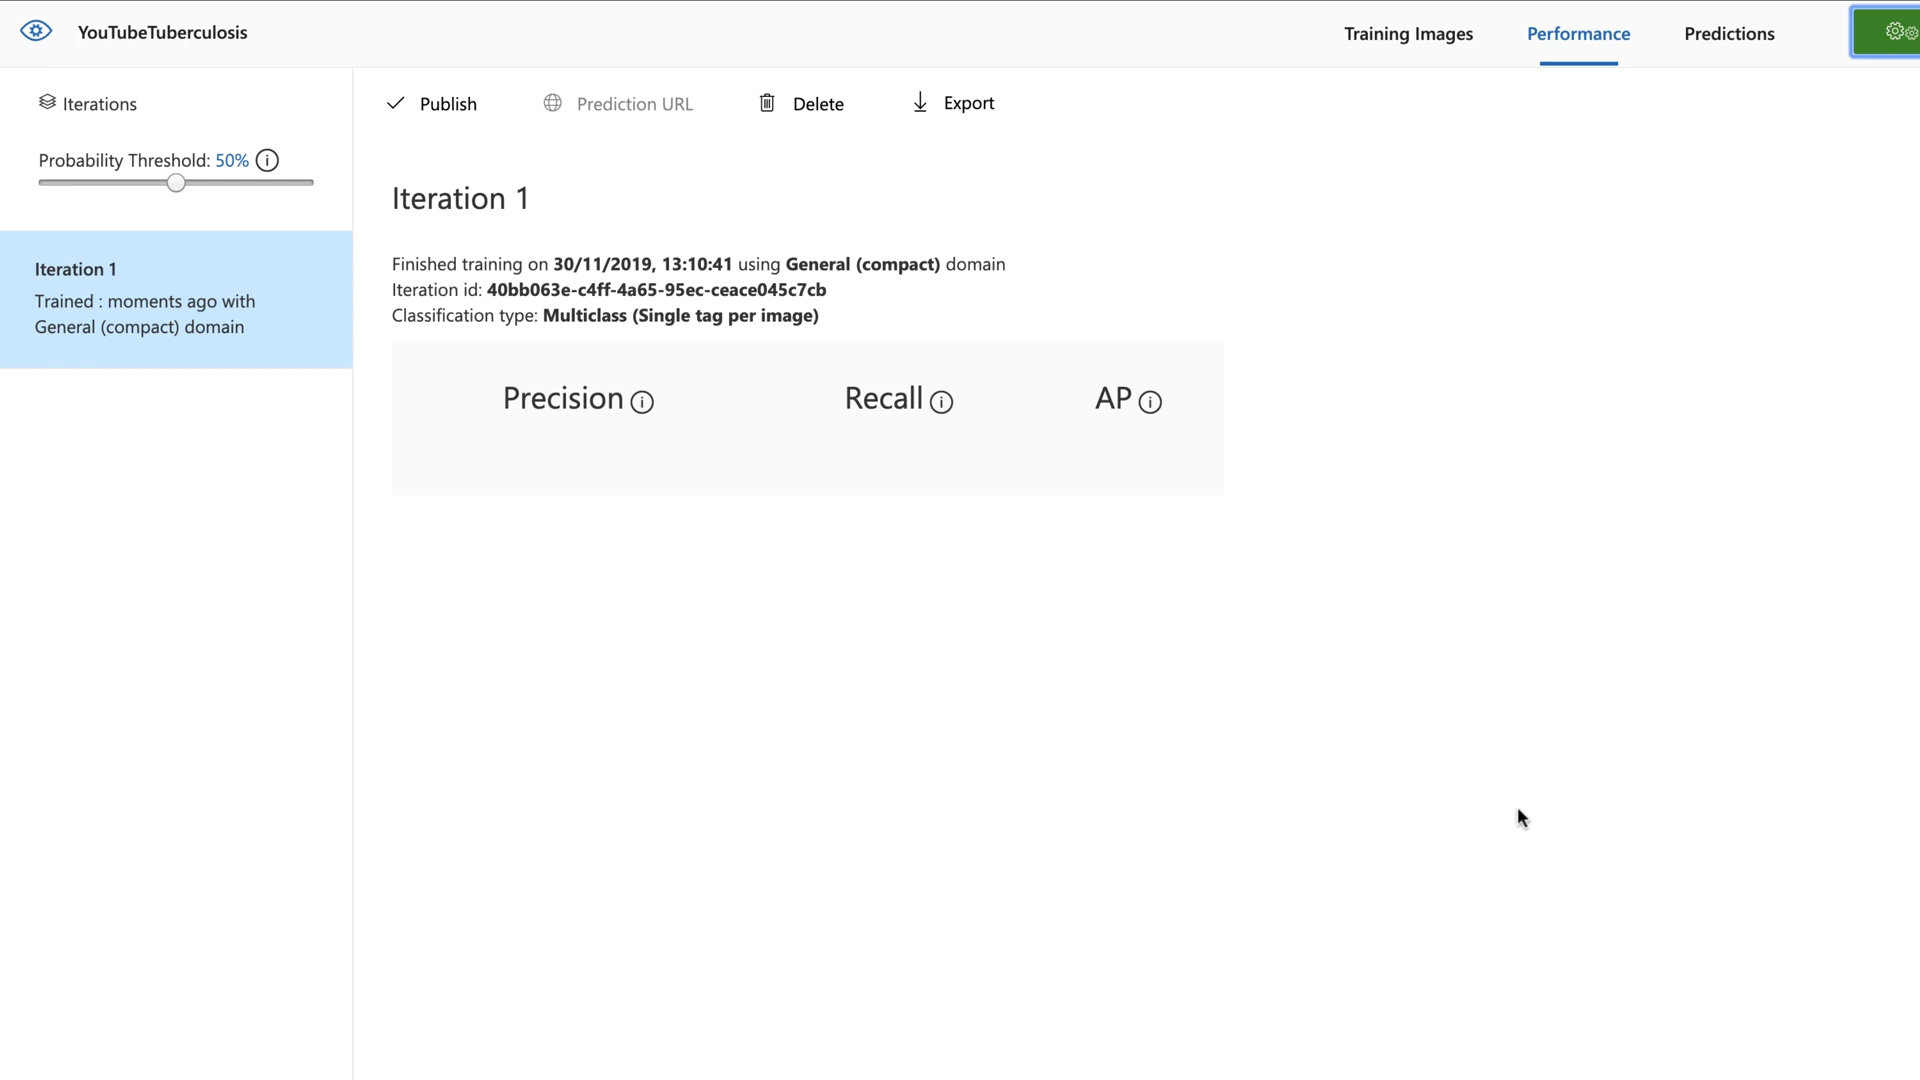 YouTubeTuberculosis
Training Images
Performance
Predictions
Iterations
Probability Threshold: 50%
Iteration 1
Trained : moments ago with
General (compact) domain
Publish
Prediction URL
Delete
Export
Iteration 1
Finished training on 30/11/2019, 13:10:41 using General (compact) domain
Iteration id: 40bb063e-c4ff-4a65-95ec-ceace045c7cb
Classification type: Multiclass (Single tag per image)
Precision
Recall
AP